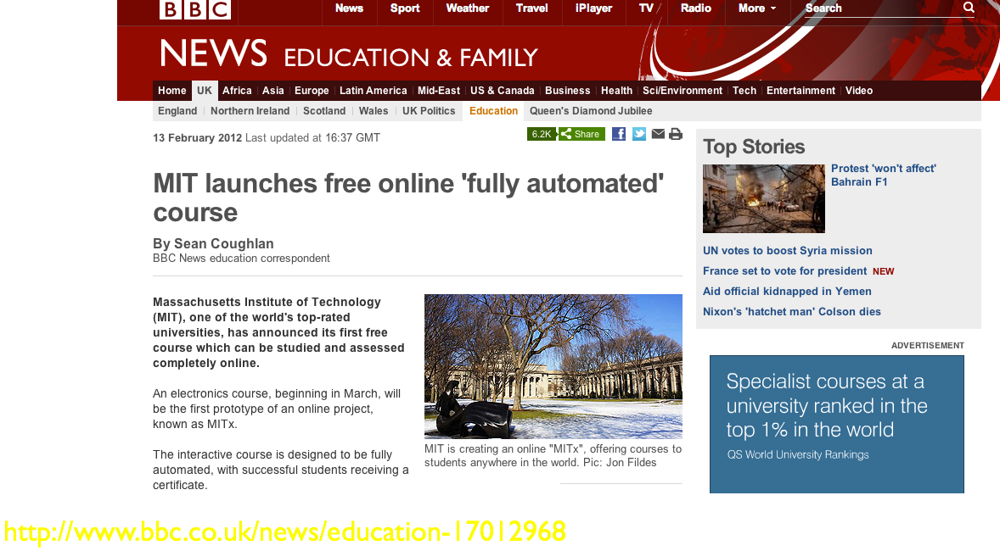 BBC
News Sport Weather Travel iPlayer TV Radio More Search
NEWS EDUCATION & FAMILY
Home UK Africa Asia Europe Latin America Mid-East US & Canada Business Health Sci/Environment Tech Entertainment Video
England Northern Ireland Scotland Wales UK Politics Education Queen's Diamond Jubilee
13 February 2012 Last updated at 16:37 GMT
6.2K Share
MIT launches free online 'fully automated'
course
By Sean Coughlan
BBC News education correspondent
Massachusetts Institute of Technology
(MIT), one of the world's top-rated
universities, has announced its first free
course which can be studied and assessed
completely online.
An electronics course, beginning in March, will
be the first prototype of an online project,
known as MITx.
The interactive course is designed to be fully
automated, with successful students receiving a
certificate.
MIT is creating an online "MITx", offering courses to
students anywhere in the world. Pic: Jon Fildes
Top Stories
Protest 'won't affect'
Bahrain F1
UN votes to boost Syria mission
France set to vote for president NEW
Aid official kidnapped in Yemen
Nixon's 'hatchet man' Colson dies
ADVERTISEMENT
Specialist courses at a
university ranked in the
top 1% in the world
QS World University Rankings
http://www.bbc.co.uk/news/education-17012968